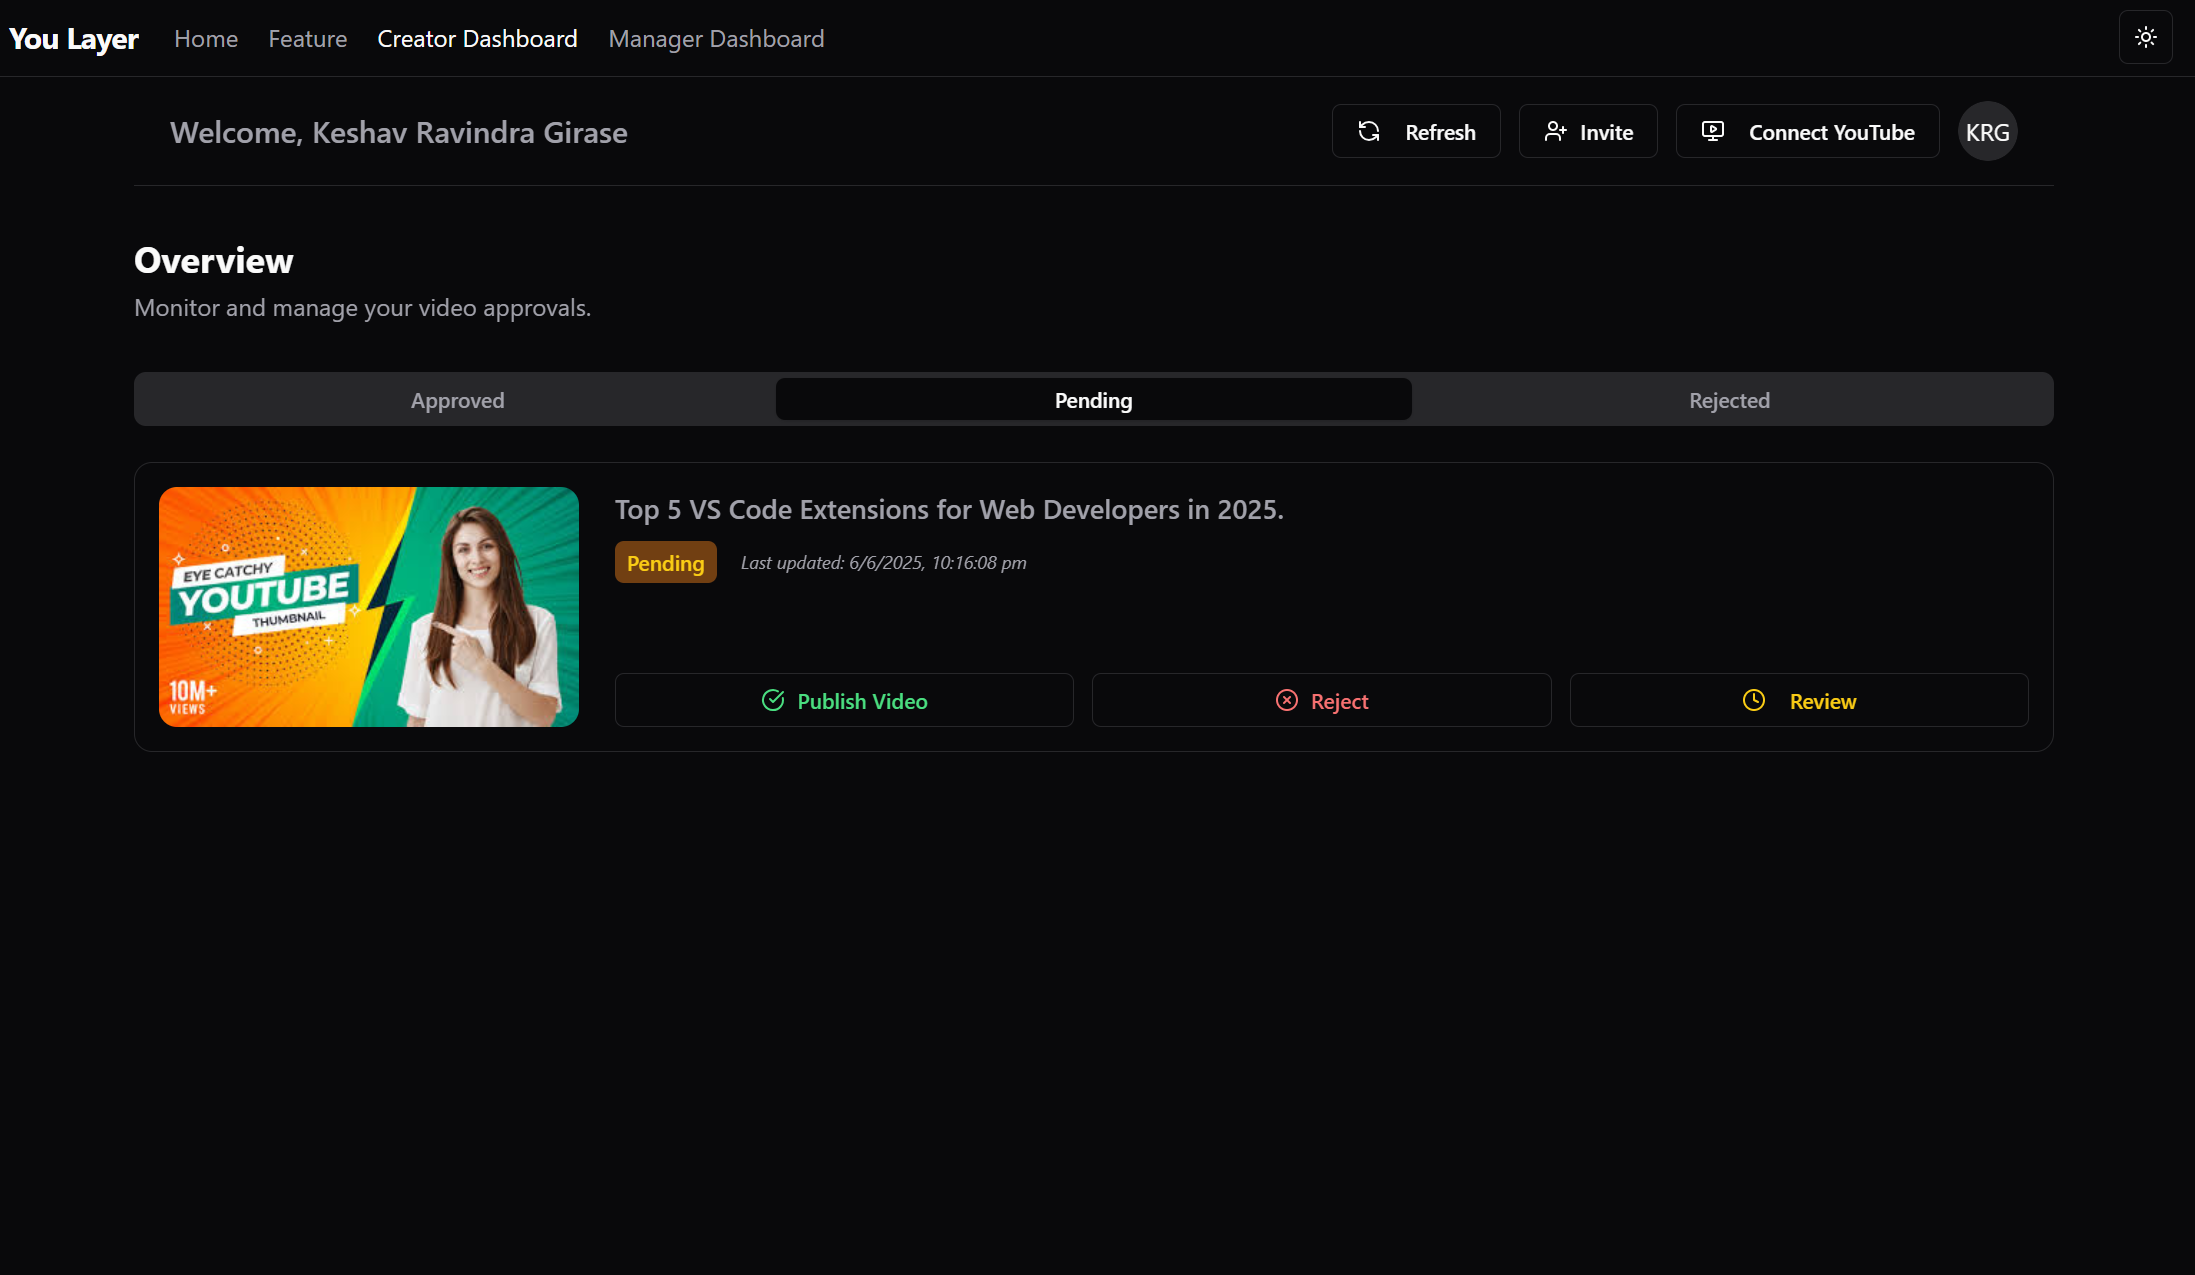 You Layer Home Feature Creator Dashboard Manager Dashboard
Welcome, Keshav Ravindra Girase Refresh Invite Connect YouTube KRG
Overview
Monitor and manage your video approvals.
Approved Pending Rejected
EYE CATCHY
YOUTUBE
THUMBNAIL
10M+
VIEWS
Top 5 VS Code Extensions for Web Developers in 2025.
Pending Last updated: 6/6/2025, 10:16:08 pm
Publish Video Reject Review